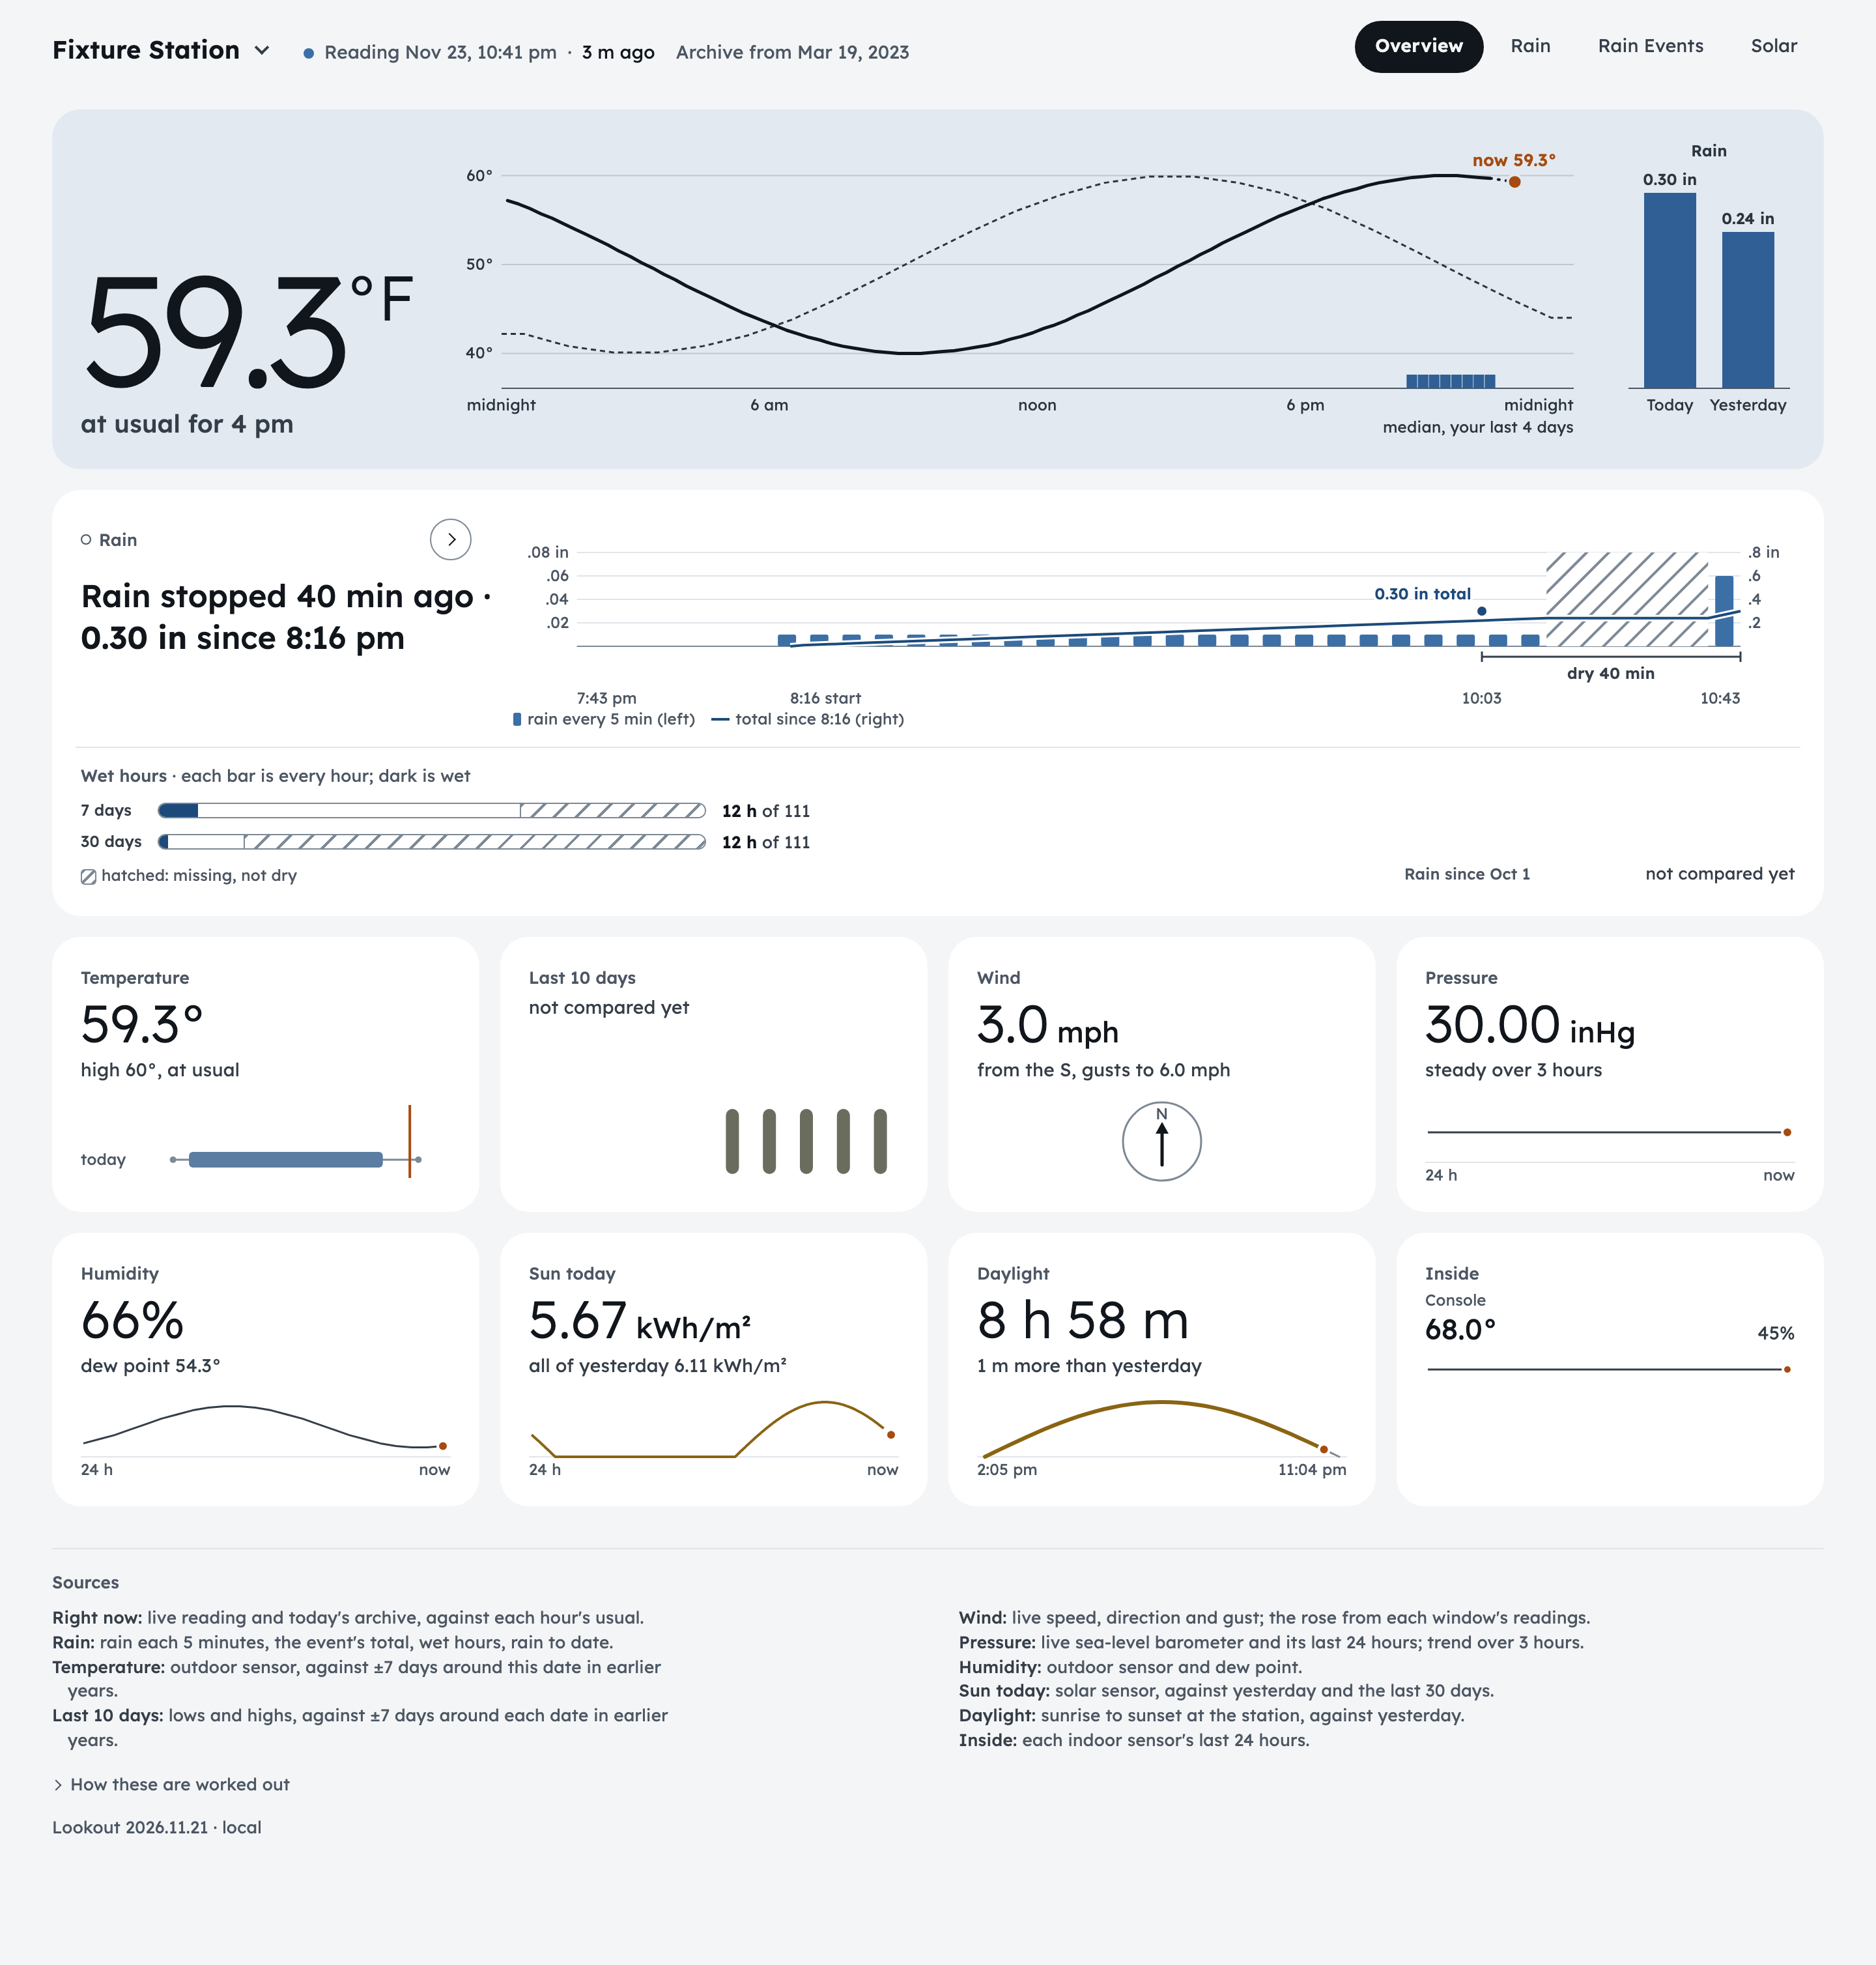 Fixture Station
Reading Nov 23, 10:41 pm · 3 m ago Archive from Mar 19, 2023
Overview Rain Rain Events Solar
59.3°F
at usual for 4 pm
now 59.3°
60°
50°
40°
midnight 6 am noon 6 pm midnight
median, your last 4 days
Rain
0.30 in
0.24 in
Today Yesterday
Rain
Rain stopped 40 min ago ·
0.30 in since 8:16 pm
.08 in
.06
.04
.02
.8 in
.6
.4
.2
0.30 in total
dry 40 min
7:43 pm 8:16 start 10:03 10:43
rain every 5 min (left) total since 8:16 (right)
Wet hours · each bar is every hour; dark is wet
7 days 12 h of 111
30 days 12 h of 111
hatched: missing, not dry
Rain since Oct 1 not compared yet
Temperature
59.3°
high 60°, at usual
today
Last 10 days
not compared yet
Wind
3.0 mph
from the S, gusts to 6.0 mph
N
Pressure
30.00 inHg
steady over 3 hours
24 h now
Humidity
66%
dew point 54.3°
24 h now
Sun today
5.67 kWh/m²
all of yesterday 6.11 kWh/m²
24 h now
Daylight
8 h 58 m
1 m more than yesterday
2:05 pm 11:04 pm
Inside
Console
68.0° 45%
Sources
Right now: live reading and today's archive, against each hour's usual.
Rain: rain each 5 minutes, the event's total, wet hours, rain to date.
Temperature: outdoor sensor, against ±7 days around this date in earlier
years.
Last 10 days: lows and highs, against ±7 days around each date in earlier
years.
Wind: live speed, direction and gust; the rose from each window's readings.
Pressure: live sea-level barometer and its last 24 hours; trend over 3 hours.
Humidity: outdoor sensor and dew point.
Sun today: solar sensor, against yesterday and the last 30 days.
Daylight: sunrise to sunset at the station, against yesterday.
Inside: each indoor sensor's last 24 hours.
How these are worked out
Lookout 2026.11.21 · local